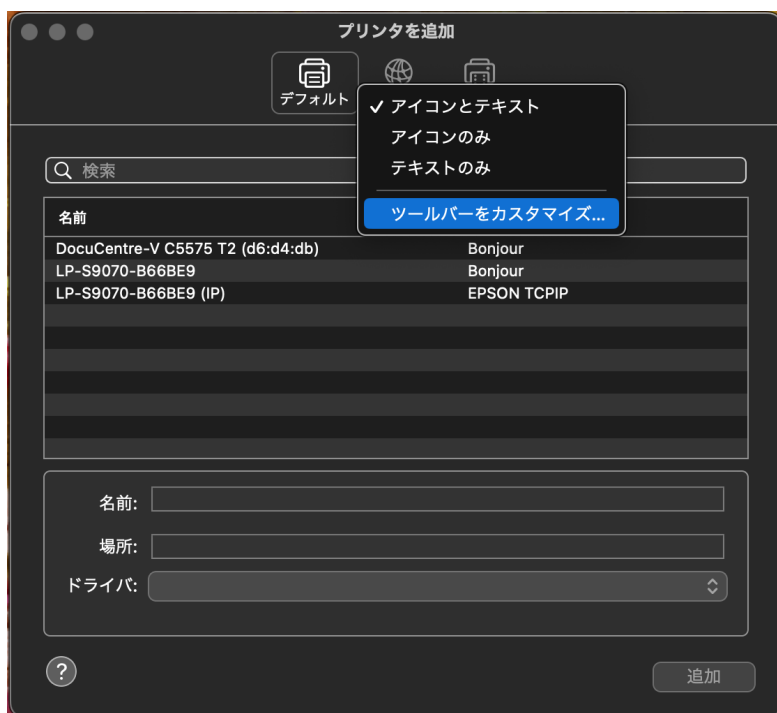 プリンタを追加
デフォルト
✓ アイコンとテキスト
アイコンのみ
テキストのみ
ツールバーをカスタマイズ...
検索
名前
DocuCentre-V C5575 T2 (d6:d4:db) Bonjour
LP-S9070-B66BE9 Bonjour
LP-S9070-B66BE9 (IP) EPSON TCPIP
名前:
場所:
ドライバ:
?
追加